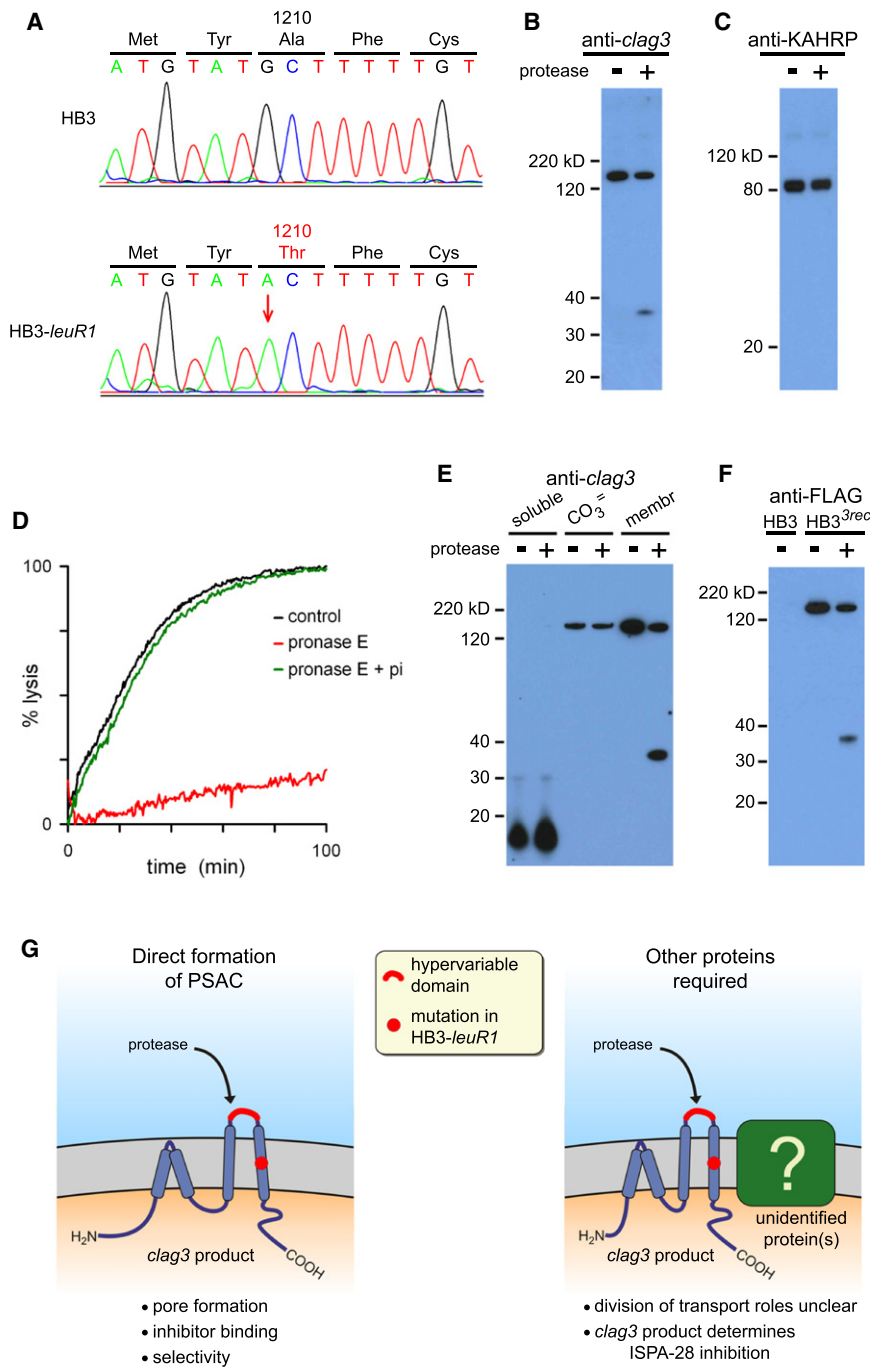 A
1210
Met Tyr Ala Phe Cys
A T G T A T G C T T T T T G T
HB3
1210
Met Tyr Thr Phe Cys
A T G T A T A C T T T T T G T
HB3-leuR1
B
anti-clag3
protease - +
220 kD
120
40
30
20
C
anti-KAHRP
- +
120 kD
80
20
D
100
% lysis
0
0 100
time (min)
control
pronase E
pronase E + pi
E
anti-clag3
soluble CO3= membr
protease - + - + - +
220 kD
120
40
30
20
F
anti-FLAG
HB3 HB33rec
- - +
220 kD
120
40
30
20
G
Direct formation
of PSAC
protease
H2N
clag3 product
COOH
• pore formation
• inhibitor binding
• selectivity
hypervariable
domain
mutation in
HB3-leuR1
Other proteins
required
protease
?
unidentified
protein(s)
H2N
clag3 product
COOH
• division of transport roles unclear
• clag3 product determines
ISPA-28 inhibition